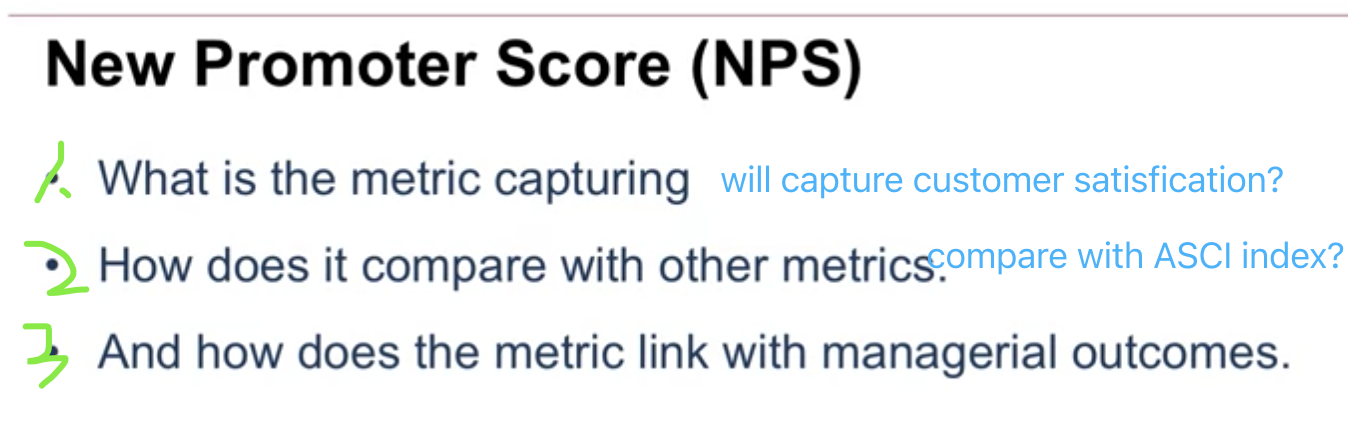 New Promoter Score (NPS)
1. What is the metric capturing will capture customer satisfication?
2 • How does it compare with other metrics. compare with ASCI index?
3 • And how does the metric link with managerial outcomes.